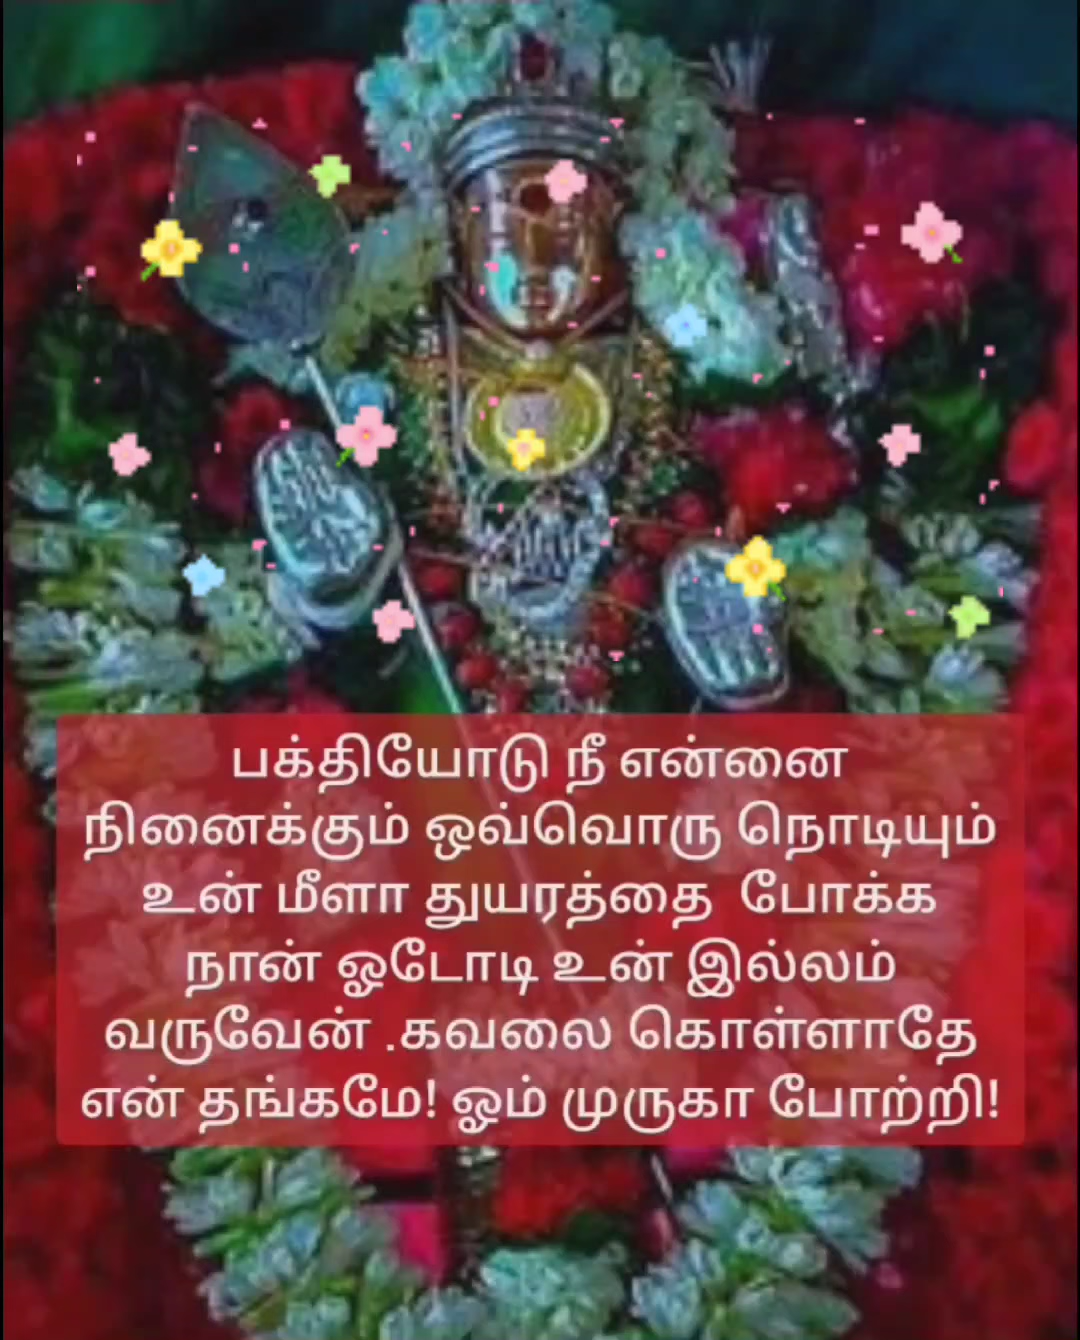 பக்தியோடு நீ என்னை
நினைக்கும் ஒவ்வொரு நொடியும்
உன் மீளா துயரத்தை போக்க
நான் ஓடோடி உன் இல்லம்
வருவேன் .கவலை கொள்ளாதே
என் தங்கமே! ஓம் முருகா போற்றி!